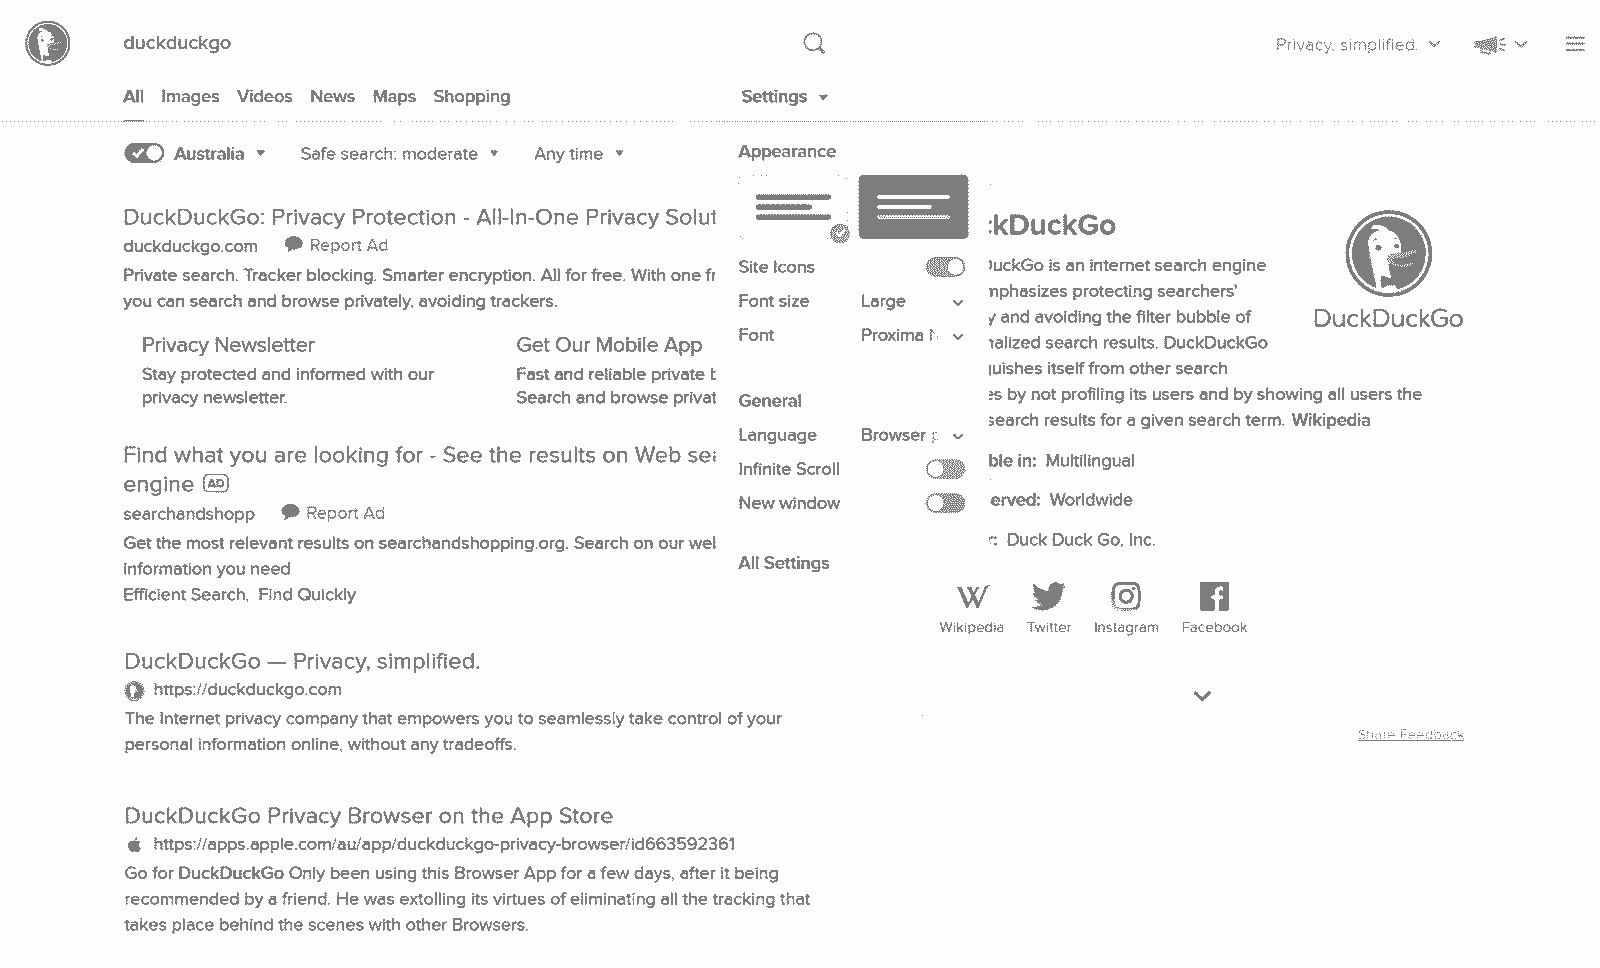 duckduckgo
Privacy, simplified.
All Images Videos News Maps Shopping
Settings
Australia Safe search: moderate Any time
DuckDuckGo: Privacy Protection - All-In-One Privacy Solut
duckduckgo.com Report Ad
Private search. Tracker blocking. Smarter encryption. All for free. With one fr
you can search and browse privately, avoiding trackers.
Privacy Newsletter
Stay protected and informed with our
privacy newsletter.
Get Our Mobile App
Fast and reliable private
Search and browse privat
Find what you are looking for - See the results on Web
engine AD
searchandshopp Report Ad
Get the most relevant results on searchandshopping.org. Search on our
information you need
Efficient Search, Find Quickly
DuckDuckGo — Privacy, simplified.
https://duckduckgo.com
The Internet privacy company that empowers you to seamlessly take control of your
personal information online, without any tradeoffs.
DuckDuckGo Privacy Browser on the App Store
https://apps.apple.com/au/app/duckduckgo-privacy-browser/id663592361
Go for DuckDuckGo Only been using this Browser App for a few days, after it being
recommended by a friend. He was extolling its virtues of eliminating all the tracking that
takes place behind the scenes with other Browsers.
Appearance
Site Icons
Font size Large
Font Proxima
General
Language Browser
Infinite Scroll
New window
All Settings
kDuckGo
uckGo is an internet search engine
nphasizes protecting searchers'
y and avoiding the filter bubble of
nalized search results. DuckDuckGo
uishes itself from other search
s by not profiling its users and by showing all users the
search results for a given search term. Wikipedia
ble in: Multilingual
erved: Worldwide
: Duck Duck Go, Inc.
DuckDuckGo
Wikipedia Twitter Instagram Facebook
Share Feedback